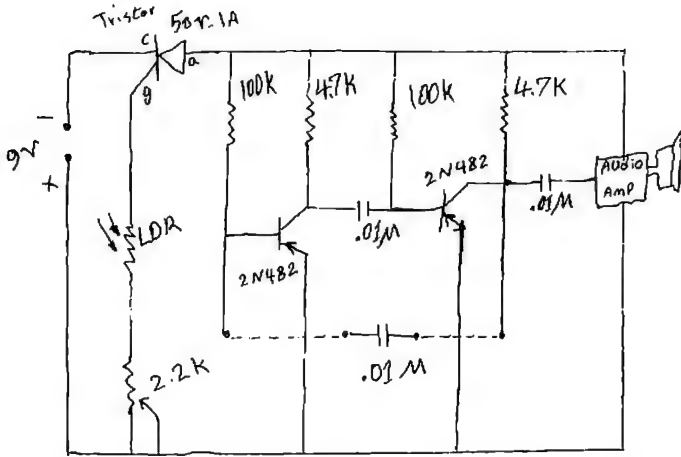 Tristor 50v-1A
c
a
g
100K
4.7K
100K
4.7K
-
9v
+
LDR
2N482
2N482
.01M
.01M
AUDIO
AMP
2.2K
.01M